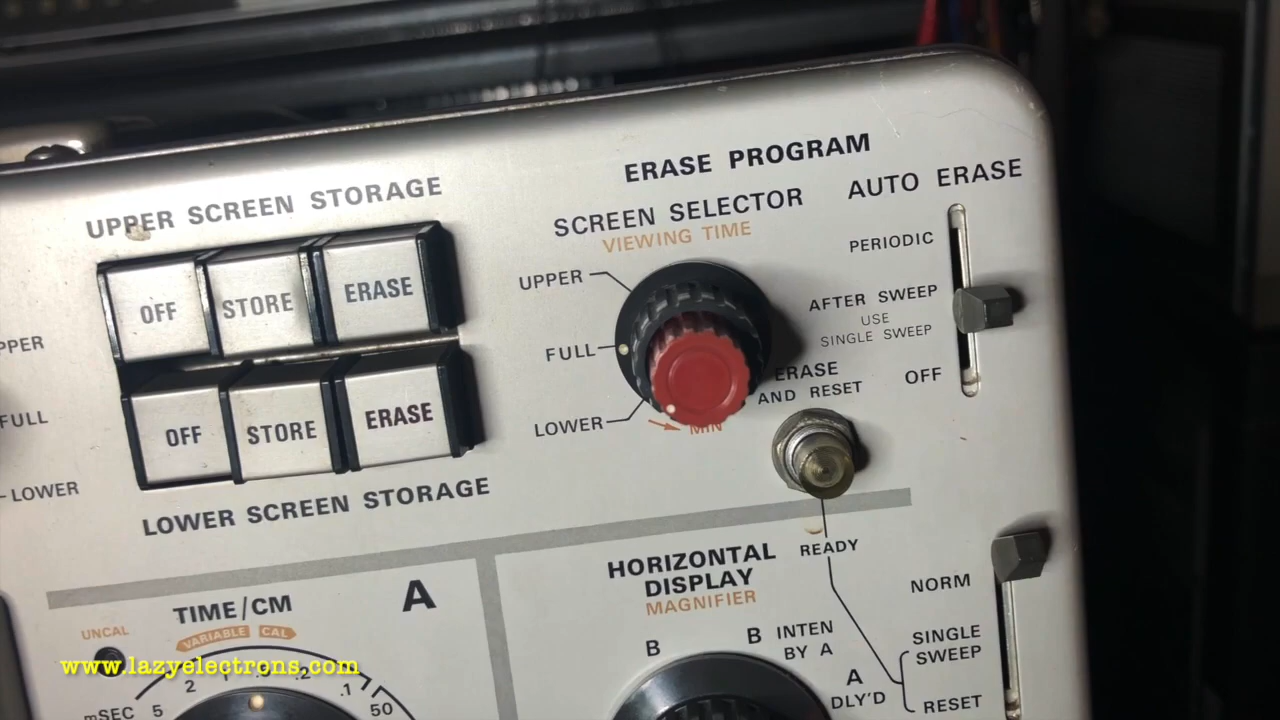 ERASE PROGRAM
UPPER SCREEN STORAGE
SCREEN SELECTOR
VIEWING TIME
AUTO ERASE
OFF
STORE
ERASE
UPPER
FULL
LOWER
MIN
PERIODIC
AFTER SWEEP
USE
SINGLE SWEEP
OFF
FULL
LOWER
OFF
STORE
ERASE
LOWER SCREEN STORAGE
ERASE
AND RESET
READY
A
TIME/CM
UNCAL
VARIABLE CAL
2
1
.5
.2
.1
mSEC 5
50
HORIZONTAL
DISPLAY
MAGNIFIER
B
B INTEN
BY A
A
DLY'D
NORM
SINGLE
SWEEP
RESET
www.lazyelectrons.com